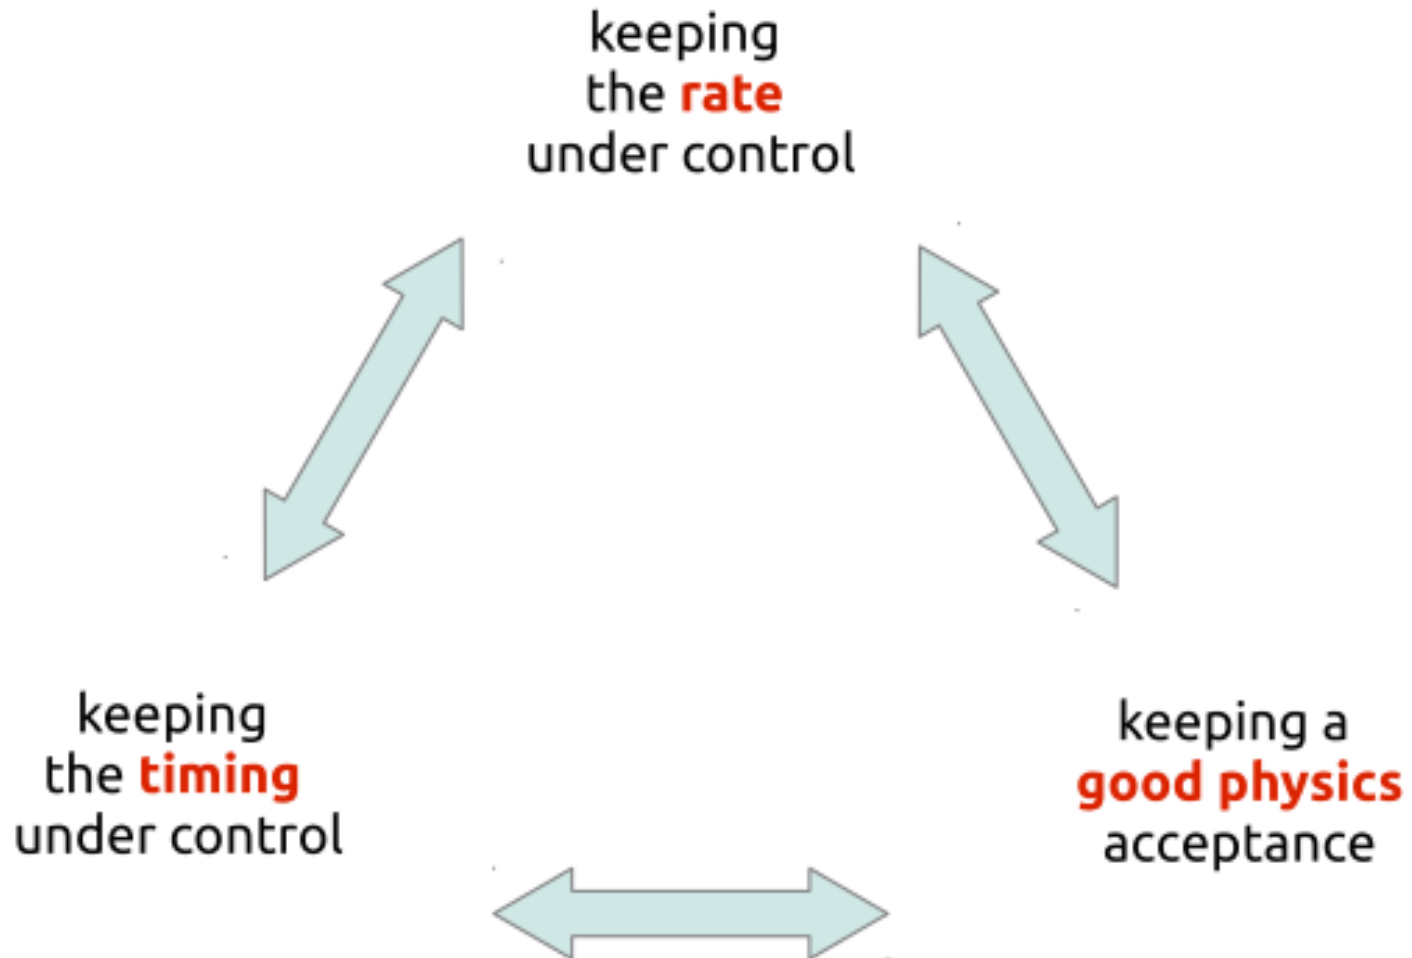 keeping
the rate
under control
keeping
the timing
under control
keeping a
good physics
acceptance